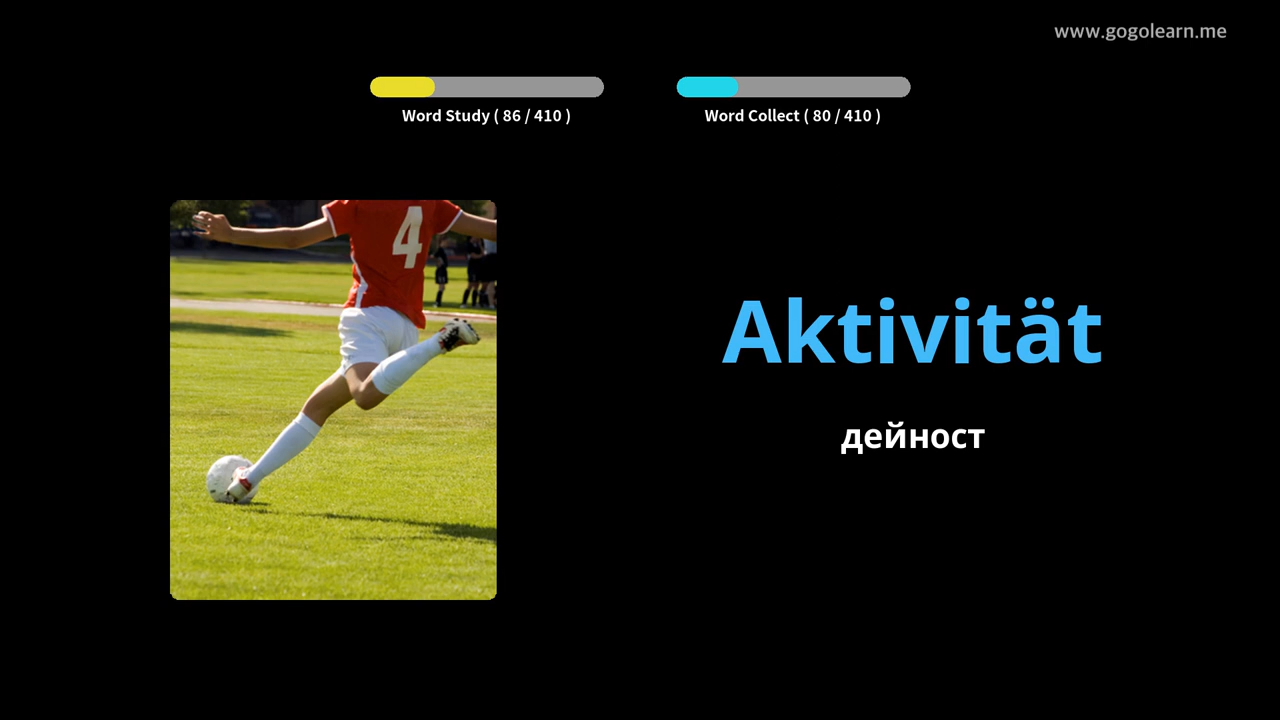 www.gogolearn.me
Word Study ( 86 / 410 )
Word Collect ( 80 / 410 )
4
Aktivität
дейност